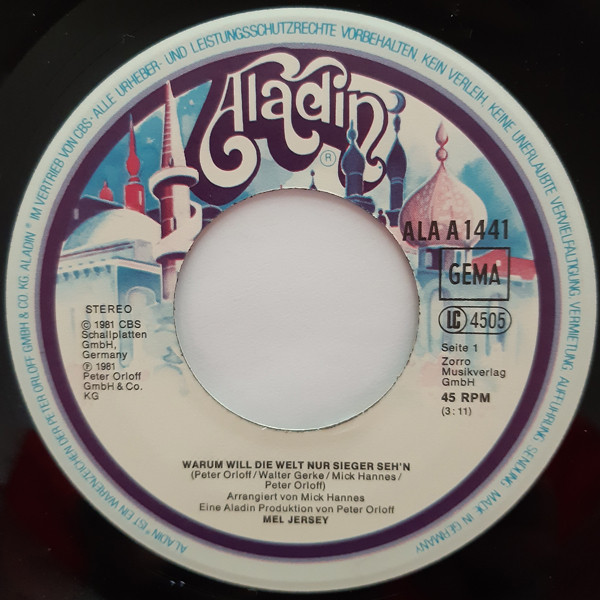 Aladin
®
ALA A 1441
GEMA
LC 4505
STEREO
© 1981 CBS
Schallplatten
GmbH,
Germany
℗ 1981
Peter Orloff
GmbH & Co.
KG
Seite 1
Zorro
Musikverlag
GmbH
45 RPM
(3:11)
WARUM WILL DIE WELT NUR SIEGER SEH'N
(Peter Orloff/Walter Gerke/Mick Hannes/
Peter Orloff)
Arrangiert von Mick Hannes
Eine Aladin Produktion von Peter Orloff
MEL JERSEY
ALADIN® IST EIN WARENZEICHEN DER PETER ORLOFF GMBH & CO. KG. ALADIN® IM VERTRIEB VON CBS · ALLE URHEBER- UND LEISTUNGSSCHUTZRECHTE VORBEHALTEN, KEIN VERLEIH, KEINE UNERLAUBTE VERVIELFÄLTIGUNG, VERMIETUNG, AUFFÜHRUNG, SENDUNG. MADE IN GERMANY